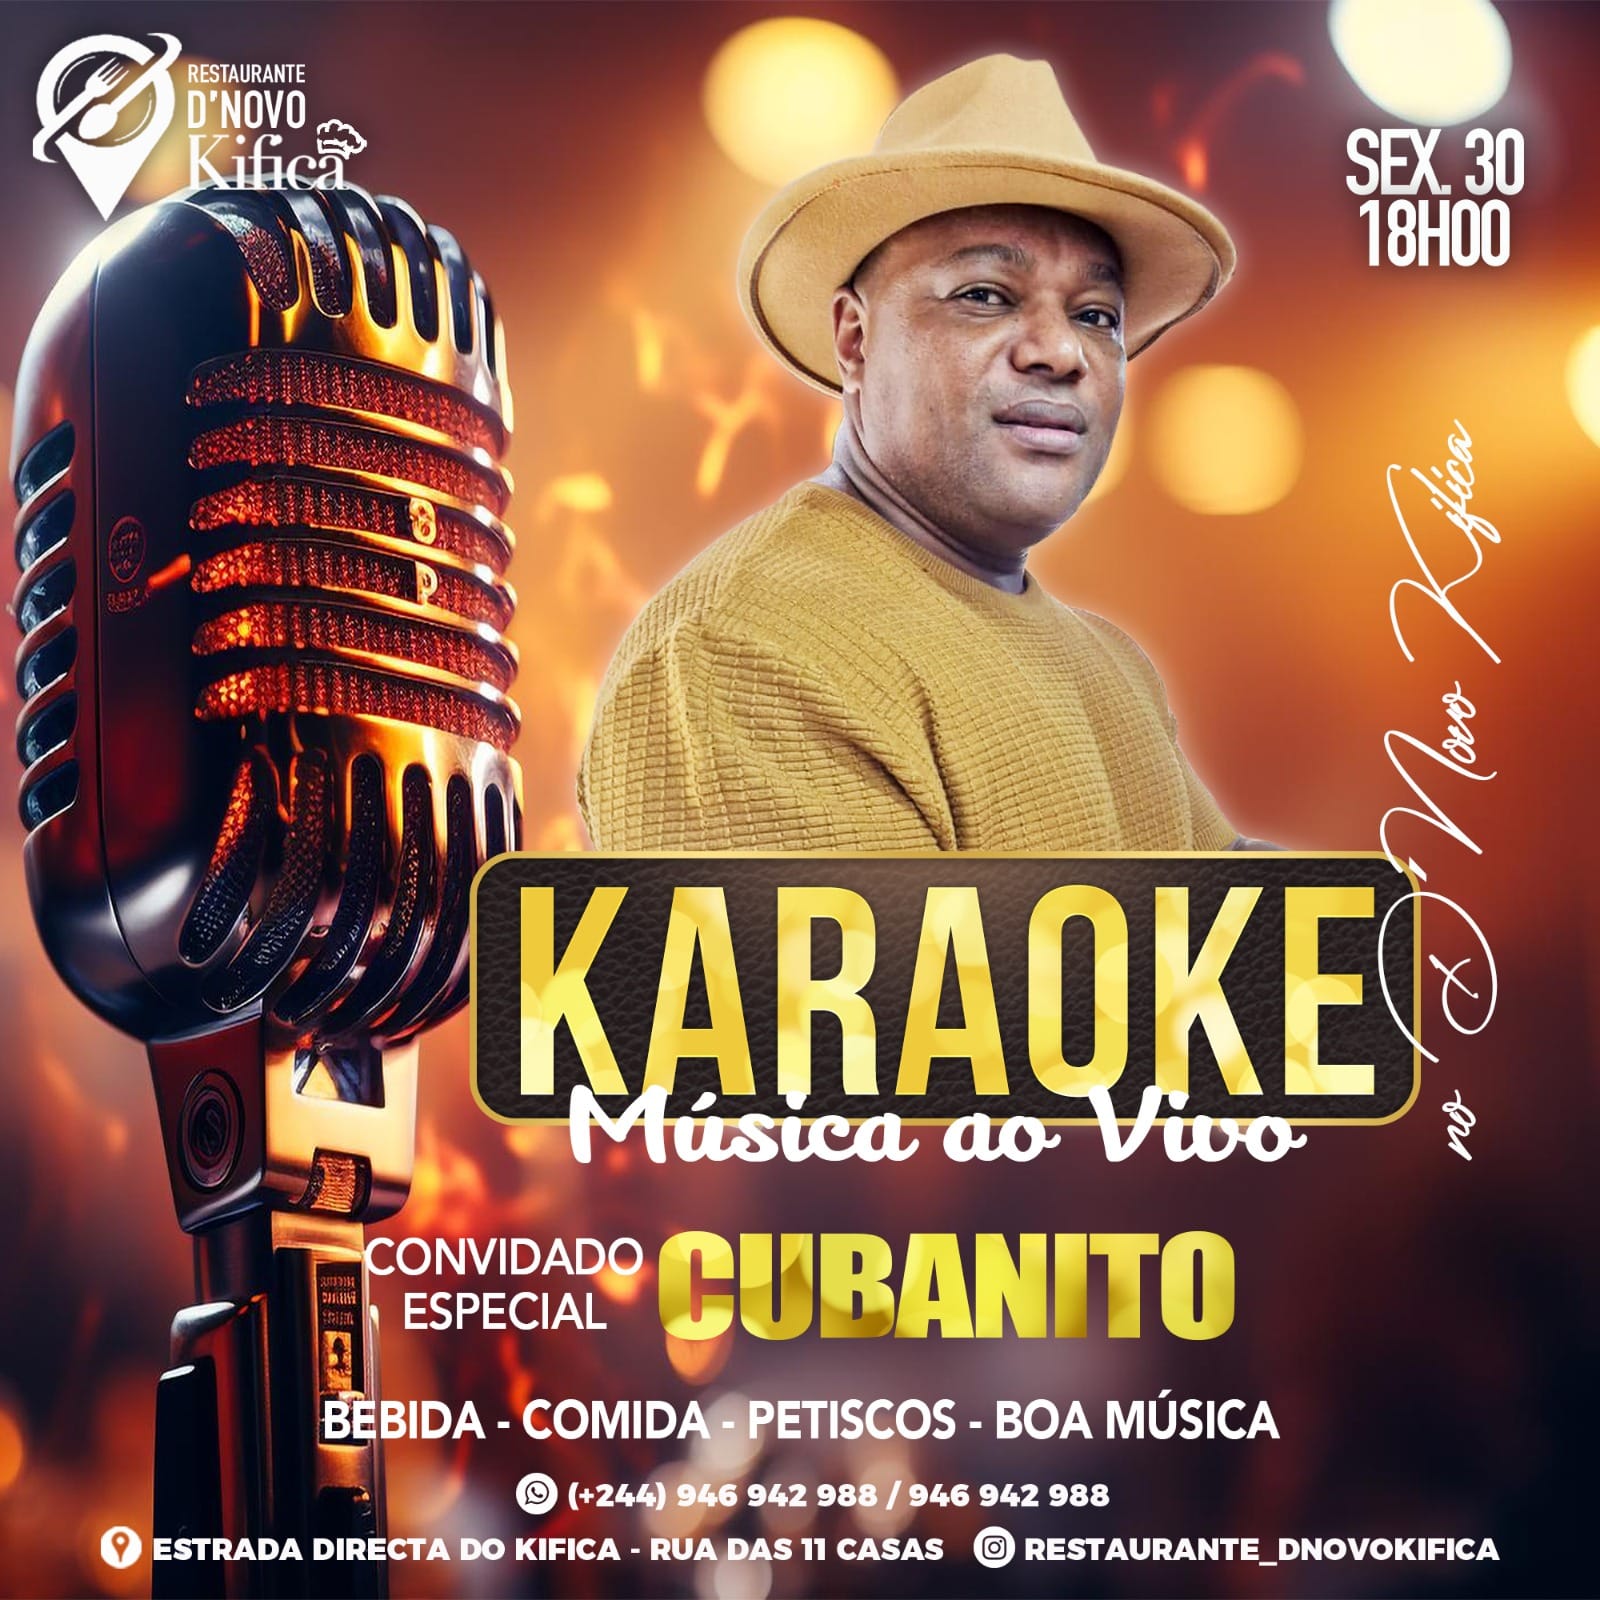 RESTAURANTE
D'NOVO
Kifica
SEX. 30
18H00
no D'Novo Kifica
KARAOKE
Música ao Vivo
CONVIDADO
ESPECIAL
CUBANITO
BEBIDA - COMIDA - PETISCOS - BOA MÚSICA
(+244) 946 942 988 / 946 942 988
ESTRADA DIRECTA DO KIFICA - RUA DAS 11 CASAS
RESTAURANTE_DNOVOKIFICA